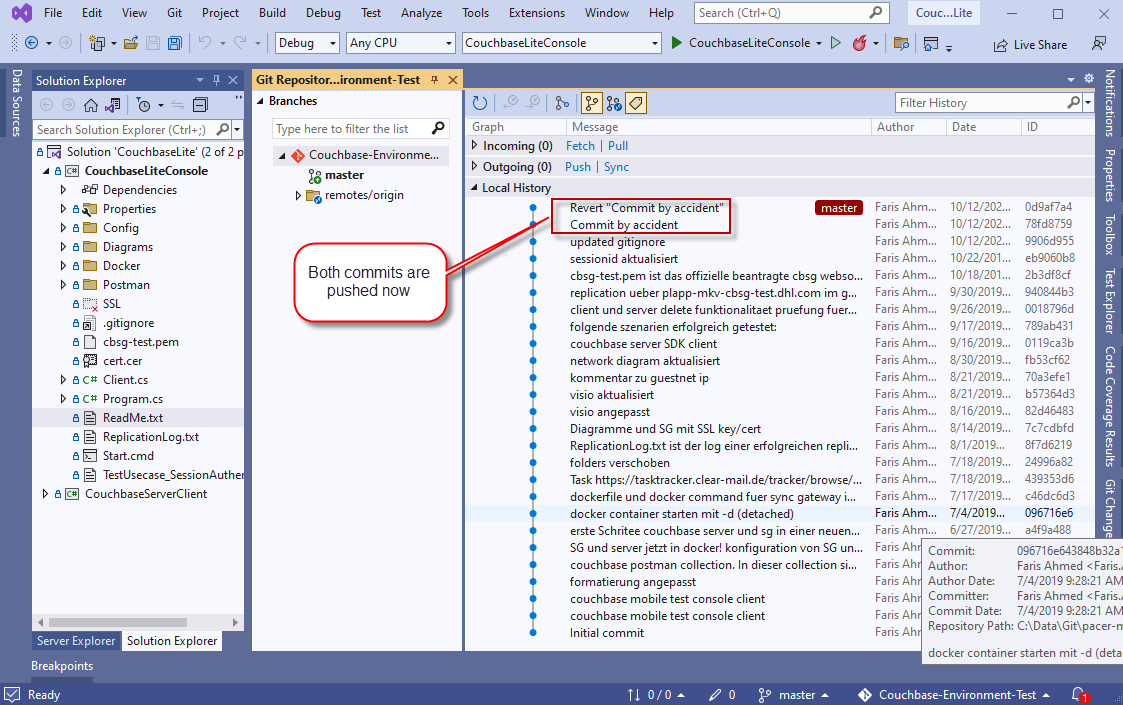 File Edit View Git Project Build Debug Test Analyze Tools Extensions Window Help Search (Ctrl+Q) Couc...Lite
Debug Any CPU CouchbaseLiteConsole CouchbaseLiteConsole Live Share
Data Sources
Solution Explorer
Search Solution Explorer (Ctrl+;)
Solution 'CouchbaseLite' (2 of 2 p
CouchbaseLiteConsole
Dependencies
Properties
Config
Diagrams
Docker
Postman
SSL
.gitignore
cbsg-test.pem
cert.cer
C# Client.cs
C# Program.cs
ReadMe.txt
ReplicationLog.txt
Start.cmd
TestUsecase_SessionAuther
C# CouchbaseServerClient
Server Explorer Solution Explorer
Git Repositor...ironment-Test
Branches
Type here to filter the list
Couchbase-Environme...
master
remotes/origin
Both commits are
pushed now
Filter History
Graph Message Author Date ID
Incoming (0) Fetch | Pull
Outgoing (0) Push | Sync
Local History
Revert "Commit by accident" master Faris Ahm... 10/12/202... 0d9af7a4
Commit by accident Faris Ahm... 10/12/202... 78fd8759
updated gitignore Faris Ahm... 10/12/202... 9906d955
sessionid aktualisiert Faris Ahm... 10/22/201... eb9060b8
cbsg-test.pem ist das offizielle beantragte cbsg webso... Faris Ahm... 10/18/201... 2b3df8cf
replication ueber plapp-mkv-cbsg-test.dhl.com im g... Faris Ahm... 9/30/2019... 940844b3
client und server delete funktionalitaet pruefung fuer... Faris Ahm... 9/26/2019... 0018796d
folgende szenarien erfolgreich getestet: Faris Ahm... 9/17/2019... 789ab431
couchbase server SDK client Faris Ahm... 9/16/2019... 0119ca3b
network diagram aktualisiert Faris Ahm... 8/30/2019... fb53cf62
kommentar zu guestnet ip Faris Ahm... 8/21/2019... 70a3efe1
visio aktualisiert Faris Ahm... 8/21/2019... b57364d3
visio angepasst Faris Ahm... 8/16/2019... 82d46483
Diagramme und SG mit SSL key/cert Faris Ahm... 8/14/2019... 7c7cdbfd
ReplicationLog.txt ist der log einer erfolgreichen repli... Faris Ahm... 8/1/2019... 8f7d6219
folders verschoben Faris Ahm... 7/18/2019... 24996a82
Task https://tasktracker.clear-mail.de/tracker/browse/... Faris Ahm... 7/18/2019... 439353d6
dockerfile und docker command fuer sync gateway i... Faris Ahm... 7/17/2019... c46dc6d3
docker container starten mit -d (detached) Faris Ahm... 7/4/2019... 096716e6
erste Schritee couchbase server und sg in einer neuen... Faris Ahm... 6/27/2019... a4f9a488
SG und server jetzt in docker! konfiguration von SG un... Faris Ahm
couchbase postman collection. In dieser collection si... Faris Ahm
formatierung angepasst Faris Ahm
couchbase mobile test console client Faris Ahm
couchbase mobile test console client Faris Ahm
Initial commit Faris Ahm
Commit: 096716e643848b32a
Author: Faris Ahmed <Faris.
Author Date: 7/4/2019 9:28:21 AM
Committer: Faris Ahmed <Faris.
Commit Date: 7/4/2019 9:28:21 AM
Repository Path: C:\Data\Git\pacer-m
docker container starten mit -d (detac
Notifications
Properties
Toolbox
Test Explorer
Code Coverage Results
Git Change
Breakpoints
Ready 0 / 0 0 master Couchbase-Environment-Test 1